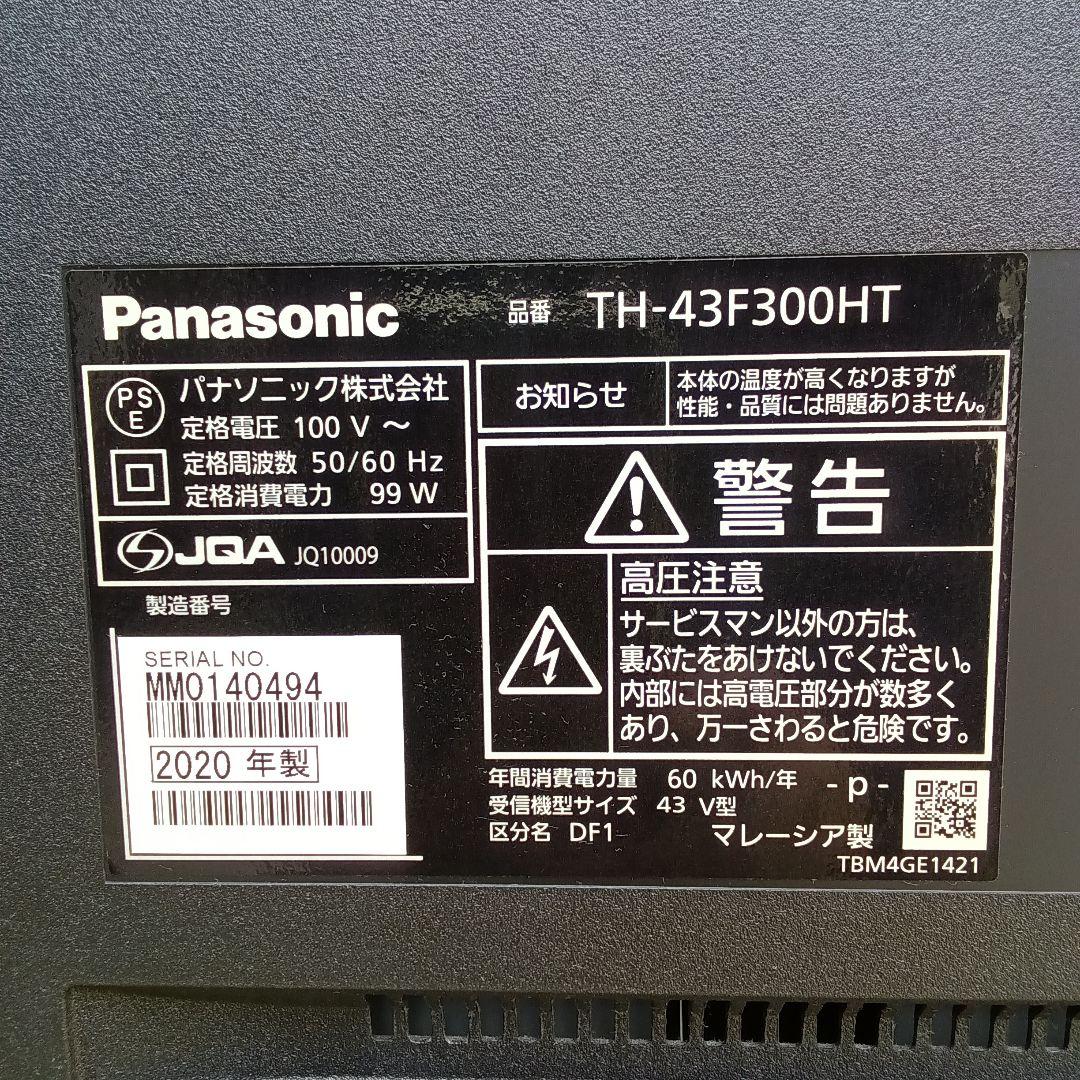 Panasonic 品番 TH-43F300HT
PS
E
パナソニック株式会社
定格電圧 100 V ～
定格周波数 50/60 Hz
定格消費電力 99 W
JQA JQ10009
製造番号
SERIAL NO.
MM0140494
2020 年製
お知らせ
本体の温度が高くなりますが
性能・品質には問題ありません。
警告
高圧注意
サービスマン以外の方は、
裏ぶたをあけないでください。
内部には高電圧部分が数多く
あり、万一さわると危険です。
年間消費電力量 60 kWh/年 - p -
受信機型サイズ 43 V型
区分名 DF1 マレーシア製
TBM4GE1421